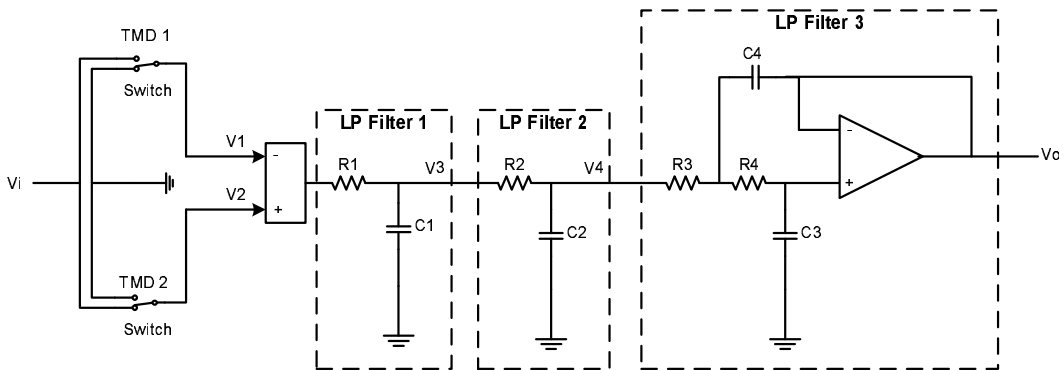 LP Filter 3
TMD 1
C4
Switch
LP Filter 1
LP Filter 2
-
V1
-
R1
V3
R2
V4
R3
R4
Vo
Vi
+
V2
+
C1
C2
C3
TMD 2
Switch